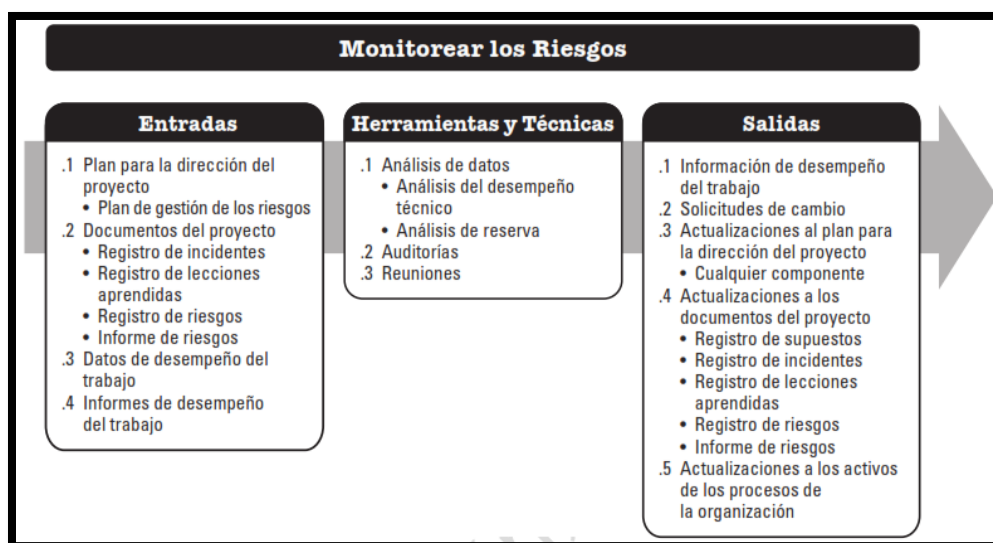 Monitorear los Riesgos
Entradas
.1 Plan para la dirección del
proyecto
• Plan de gestión de los riesgos
.2 Documentos del proyecto
• Registro de incidentes
• Registro de lecciones
aprendidas
• Registro de riesgos
• Informe de riesgos
.3 Datos de desempeño del
trabajo
.4 Informes de desempeño
del trabajo
Herramientas y Técnicas
.1 Análisis de datos
• Análisis del desempeño
técnico
• Análisis de reserva
.2 Auditorías
.3 Reuniones
Salidas
.1 Información de desempeño
del trabajo
.2 Solicitudes de cambio
.3 Actualizaciones al plan para
la dirección del proyecto
• Cualquier componente
.4 Actualizaciones a los
documentos del proyecto
• Registro de supuestos
• Registro de incidentes
• Registro de lecciones
aprendidas
• Registro de riesgos
• Informe de riesgos
.5 Actualizaciones a los activos
de los procesos de
la organización